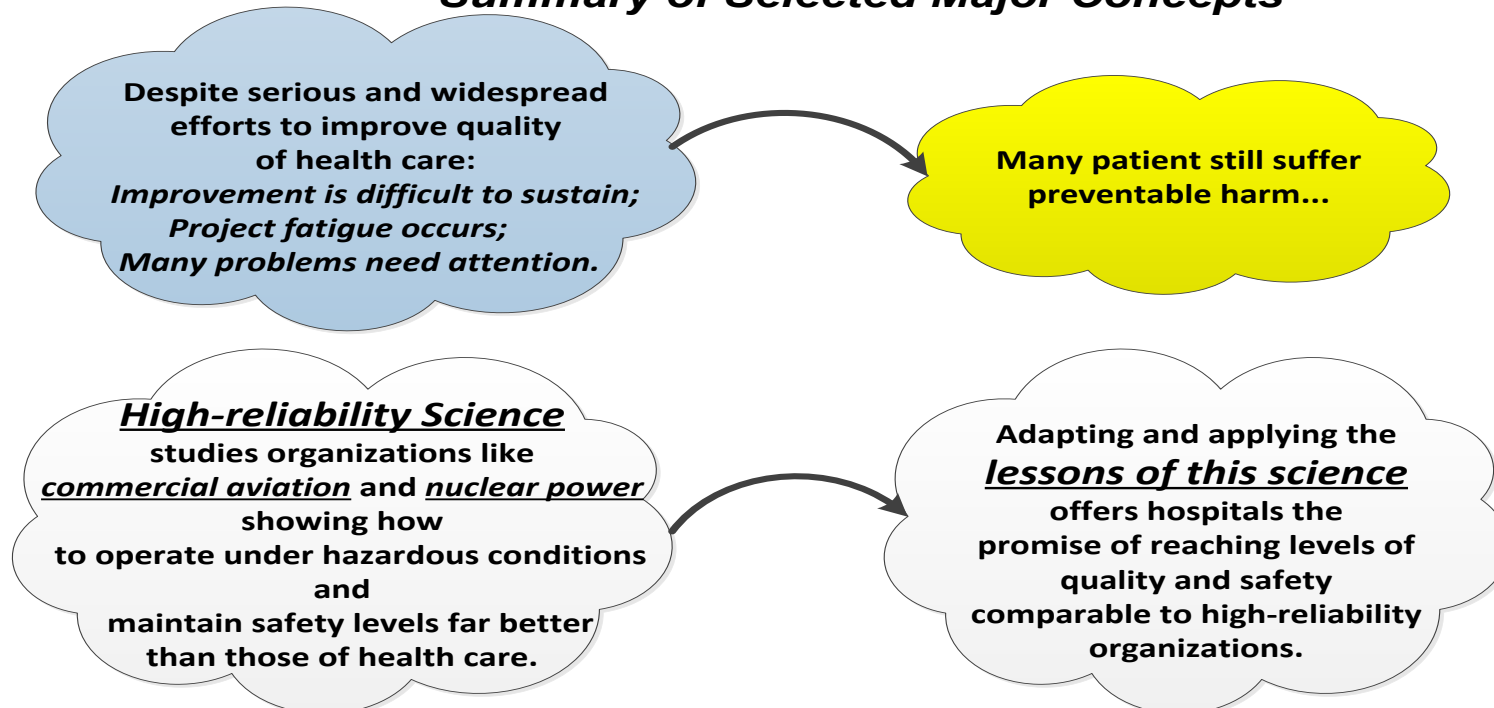 Summary of Selected Major Concepts
Despite serious and widespread
efforts to improve quality
of health care:
Improvement is difficult to sustain;
Project fatigue occurs;
Many problems need attention.
Many patient still suffer
preventable harm...
High-reliability Science
studies organizations like
commercial aviation and nuclear power
showing how
to operate under hazardous conditions
and
maintain safety levels far better
than those of health care.
Adapting and applying the
lessons of this science
offers hospitals the
promise of reaching levels of
quality and safety
comparable to high-reliability
organizations.